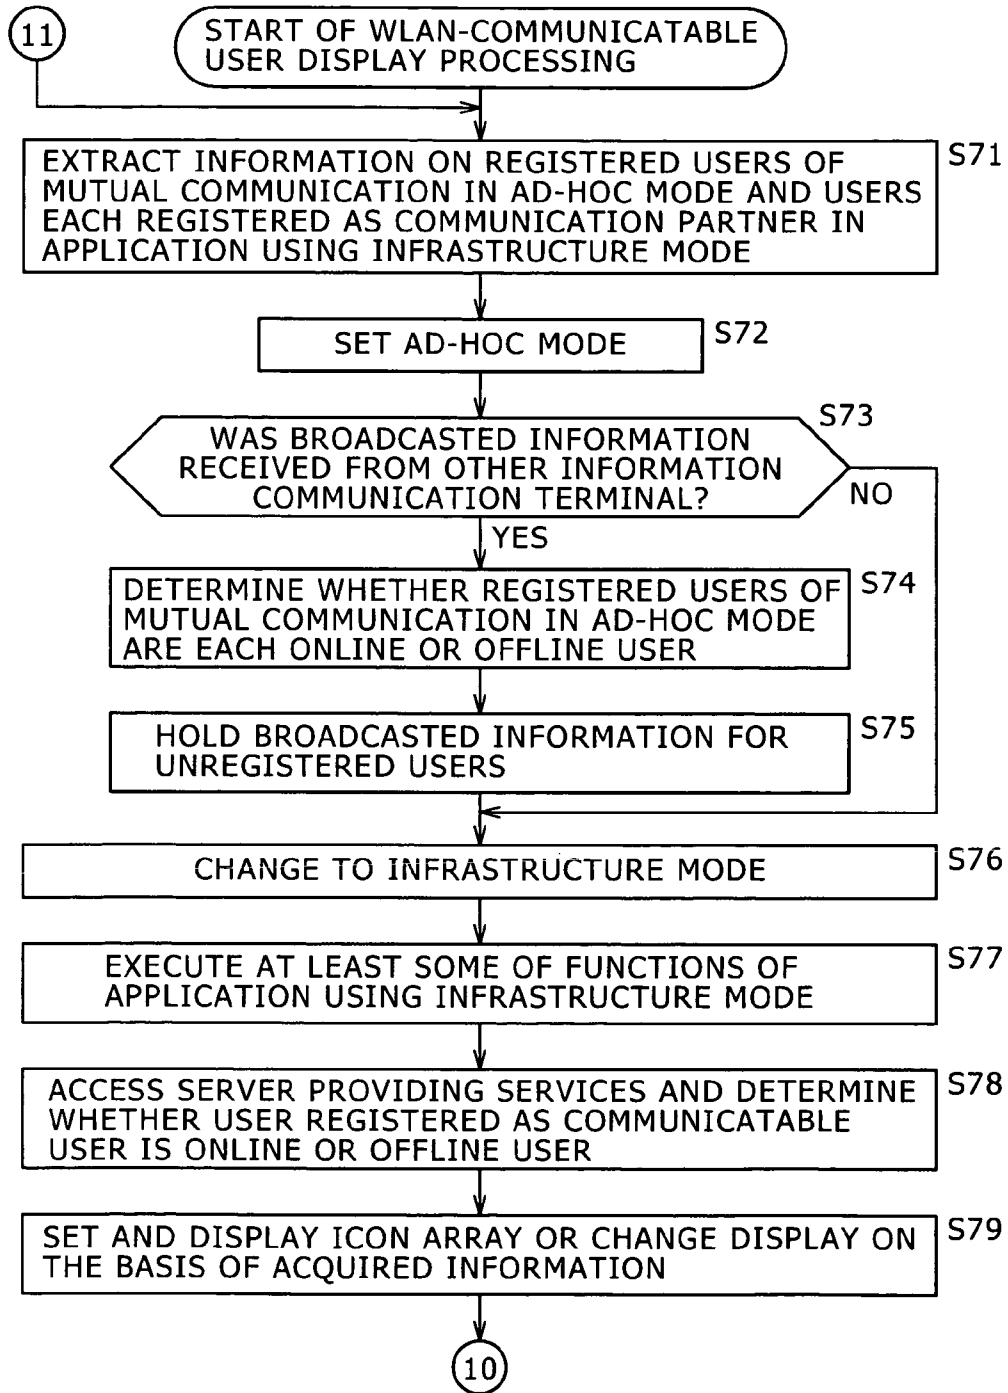 11
START OF WLAN-COMMUNICATABLE
USER DISPLAY PROCESSING
S71
EXTRACT INFORMATION ON REGISTERED USERS OF
MUTUAL COMMUNICATION IN AD-HOC MODE AND USERS
EACH REGISTERED AS COMMUNICATION PARTNER IN
APPLICATION USING INFRASTRUCTURE MODE
S72
SET AD-HOC MODE
S73
WAS BROADCASTED INFORMATION
RECEIVED FROM OTHER INFORMATION
COMMUNICATION TERMINAL?
NO
YES
S74
DETERMINE WHETHER REGISTERED USERS OF
MUTUAL COMMUNICATION IN AD-HOC MODE
ARE EACH ONLINE OR OFFLINE USER
S75
HOLD BROADCASTED INFORMATION FOR
UNREGISTERED USERS
S76
CHANGE TO INFRASTRUCTURE MODE
S77
EXECUTE AT LEAST SOME OF FUNCTIONS OF
APPLICATION USING INFRASTRUCTURE MODE
S78
ACCESS SERVER PROVIDING SERVICES AND DETERMINE
WHETHER USER REGISTERED AS COMMUNICATABLE
USER IS ONLINE OR OFFLINE USER
S79
SET AND DISPLAY ICON ARRAY OR CHANGE DISPLAY ON
THE BASIS OF ACQUIRED INFORMATION
10